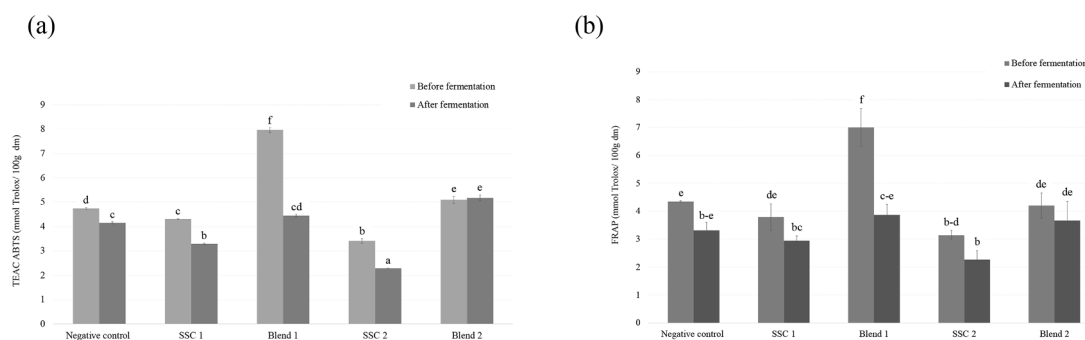 (a)
Before fermentation
After fermentation
TEAC ABTS (mmol Trolox/ 100g  dm)
9
8
7
6
5
4
3
2
1
0
d
c
c
b
f
cd
b
a
e
e
Negative control
SSC 1
Blend 1
SSC 2
Blend 2
(b)
Before fermentation
After fermentation
FRAP (mmol Trolox/ 100g dm)
9
8
7
6
5
4
3
2
1
0
e
b-e
de
bc
f
c-e
b-d
b
de
de
Negative control
SSC 1
Blend 1
SSC 2
Blend 2